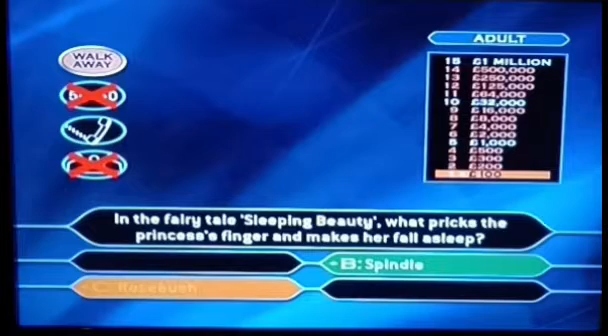 WALK
AWAY
ADULT
15 £1 MILLION
14 £500,000
13 £250,000
12 £125,000
11 £64,000
10 £32,000
9 £16,000
8 £8,000
7 £4,000
6 £2,000
5 £1,000
4 £500
3 £300
2 £200
£100
In the fairy tale 'Sleeping Beauty', what pricks the
princess's finger and makes her fall asleep?
B: Spindle
C: Rosebush